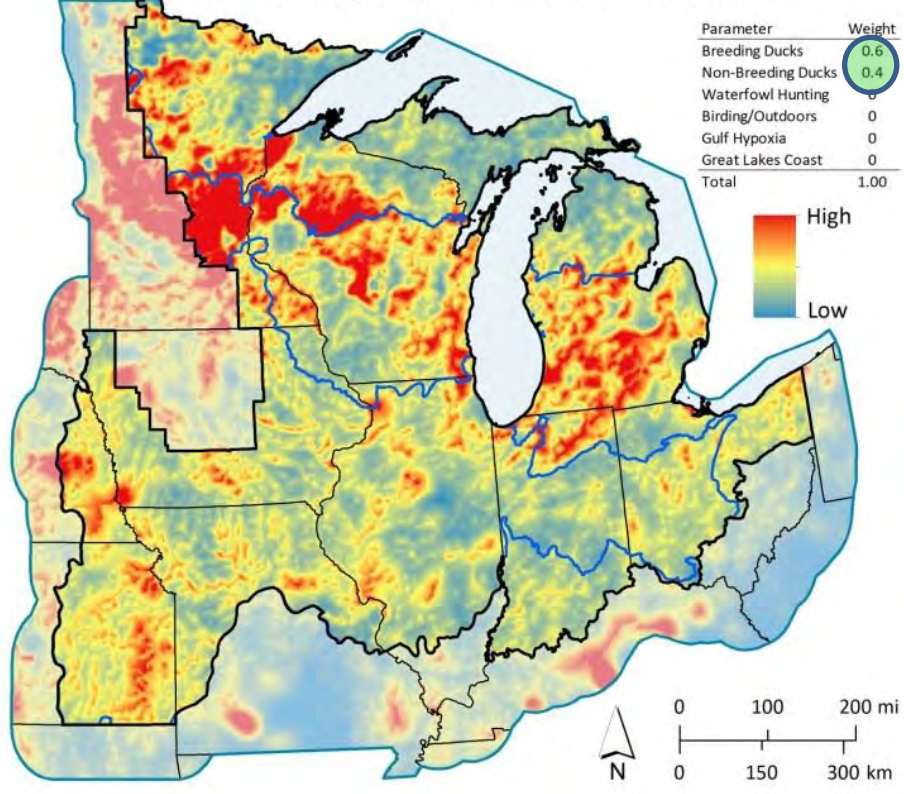 Parameter Weight
Breeding Ducks 0.6
Non-Breeding Ducks 0.4
Waterfowl Hunting 0
Birding/Outdoors 0
Gulf Hypoxia 0
Great Lakes Coast 0
Total 1.00
High
Low
0 100 200 mi
N
0 150 300 km